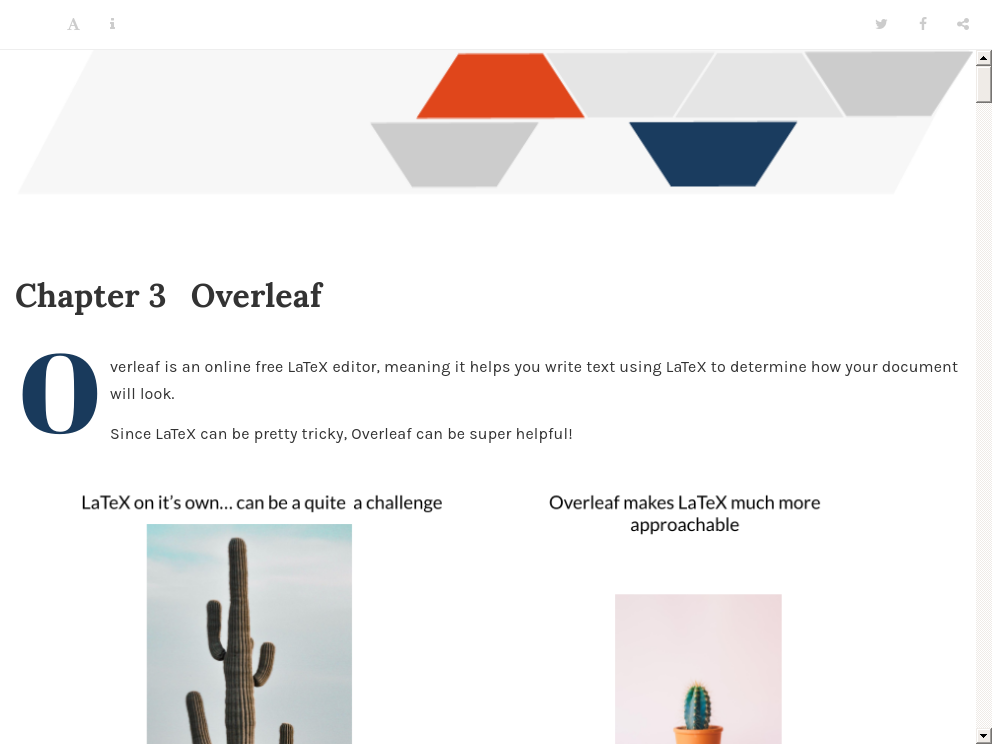 Chapter 3 Overleaf
Overleaf is an online free LaTeX editor, meaning it helps you write text using LaTeX to determine how your document
will look.
Since LaTeX can be pretty tricky, Overleaf can be super helpful!
LaTeX on it's own... can be a quite a challenge
Overleaf makes LaTeX much more
approachable